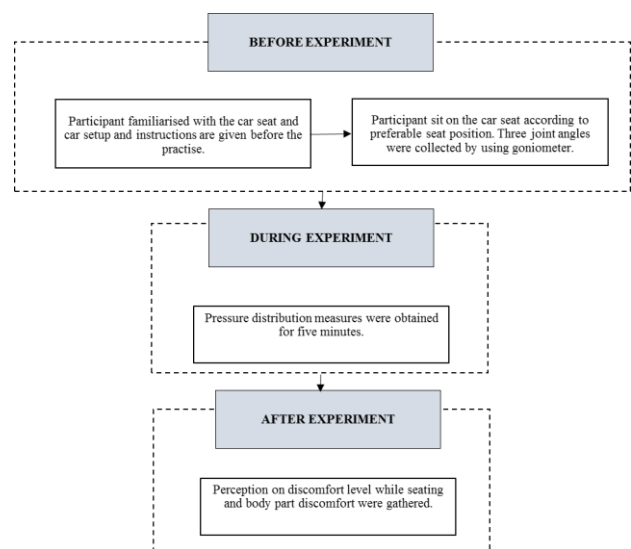 BEFORE EXPERIMENT
Participant familiarised with the car seat and
car setup and instructions are given before the
practise.
Participant sit on the car seat according to
preferable seat position. Three joint angles
were collected by using goniometer.
DURING EXPERIMENT
Pressure distribution measures were obtained
for five minutes.
AFTER EXPERIMENT
Perception on discomfort level while seating
and body part discomfort were gathered.